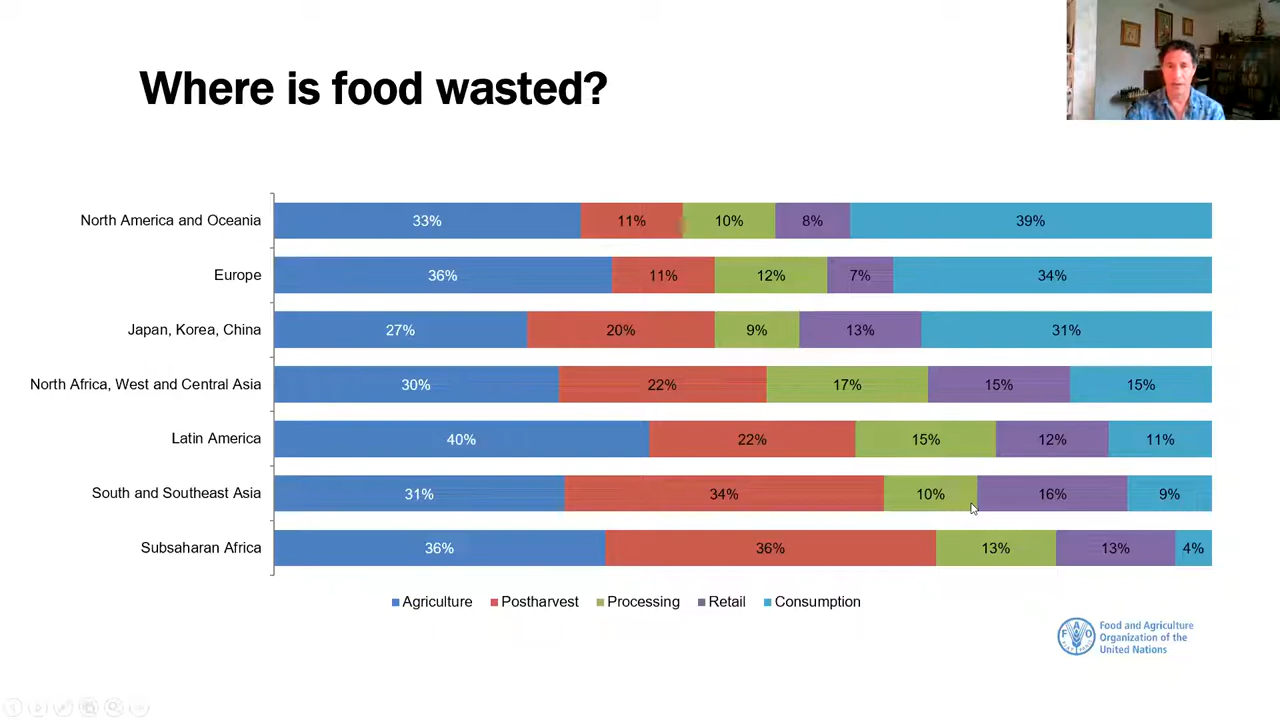 Where is food wasted?
North America and Oceania 33% 11% 10% 8% 39%
Europe 36% 11% 12% 7% 34%
Japan, Korea, China 27% 20% 9% 13% 31%
North Africa, West and Central Asia 30% 22% 17% 15% 15%
Latin America 40% 22% 15% 12% 11%
South and Southeast Asia 31% 34% 10% 16% 9%
Subsaharan Africa 36% 36% 13% 13% 4%
Agriculture Postharvest Processing Retail Consumption
F A O
Food and Agriculture
Organization of the
United Nations